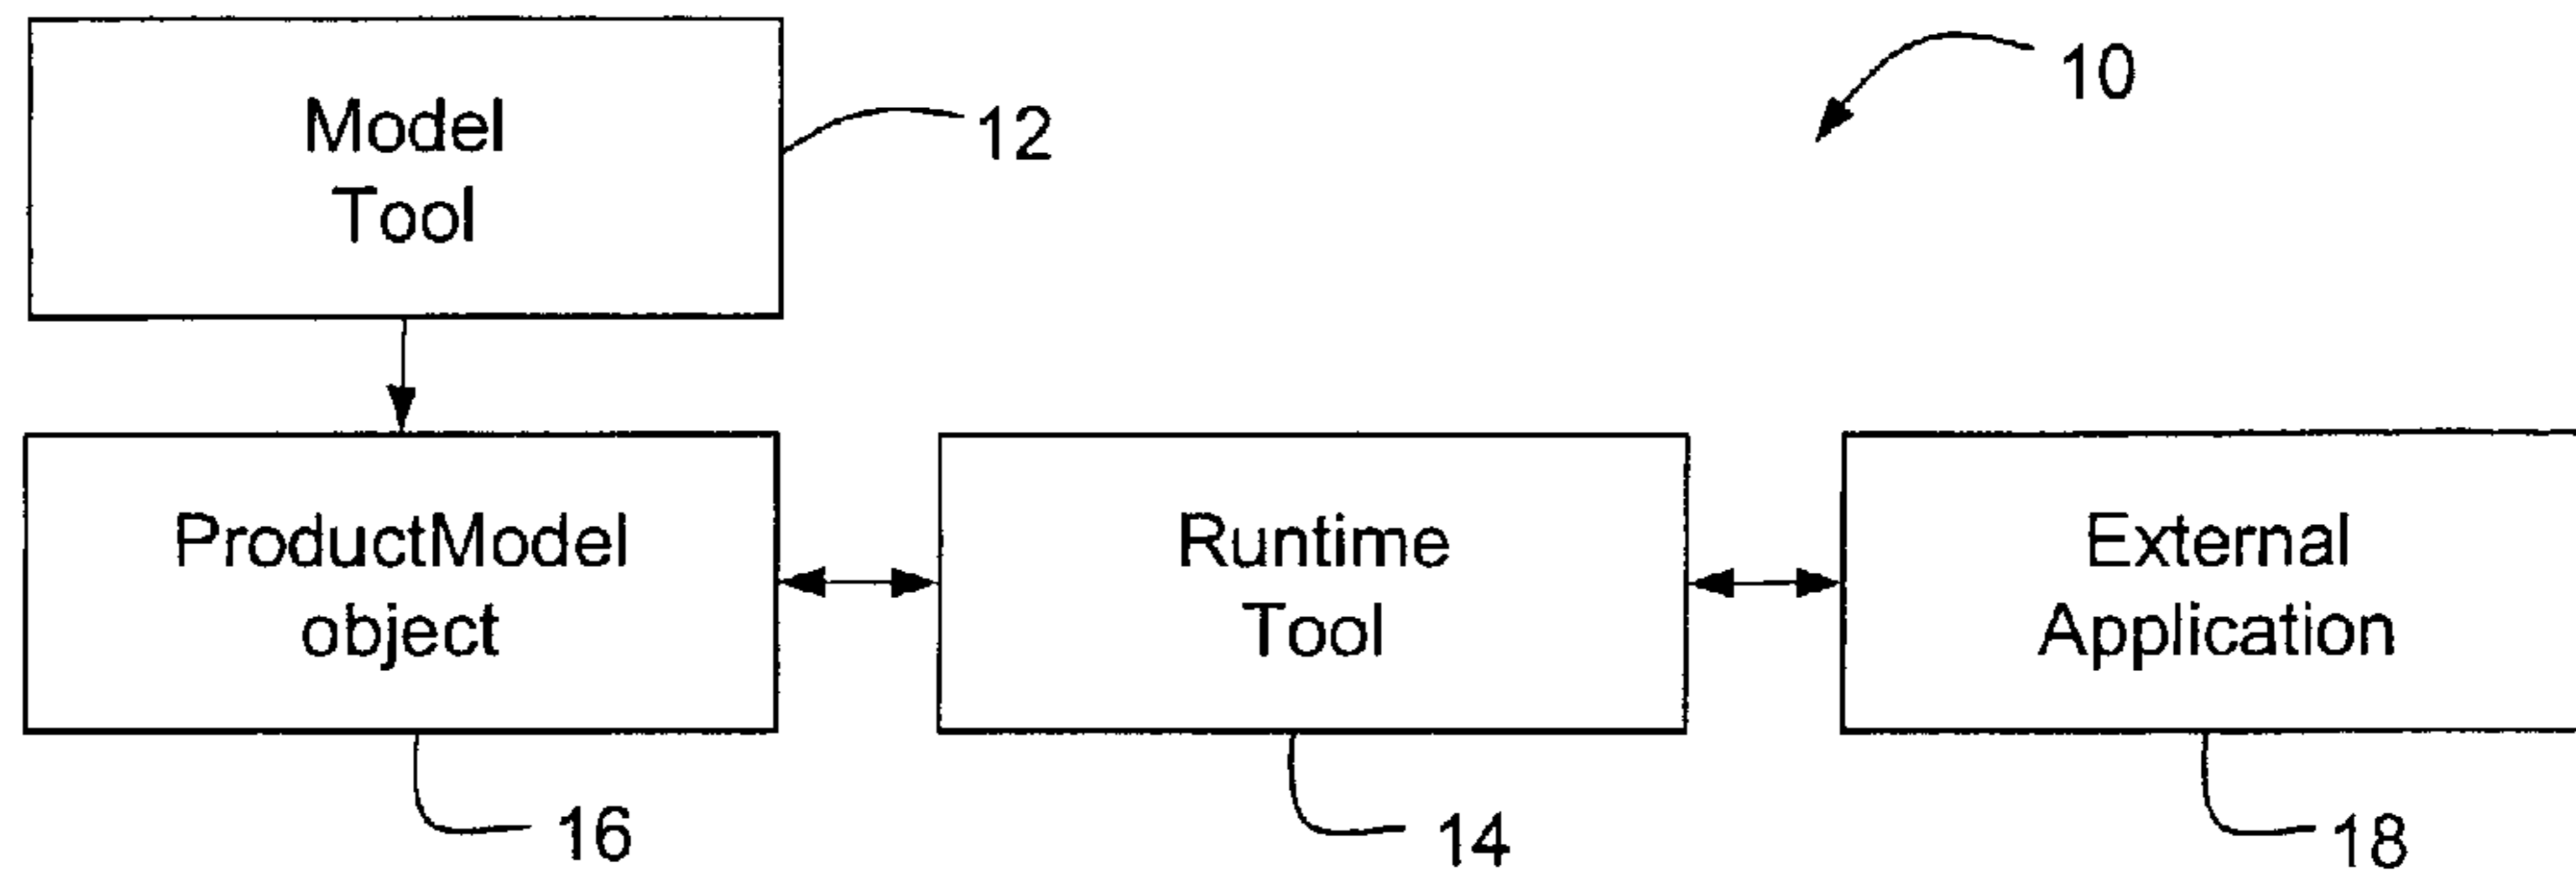 Model
Tool
12
10
ProductModel
object
Runtime
Tool
External
Application
16
14
18